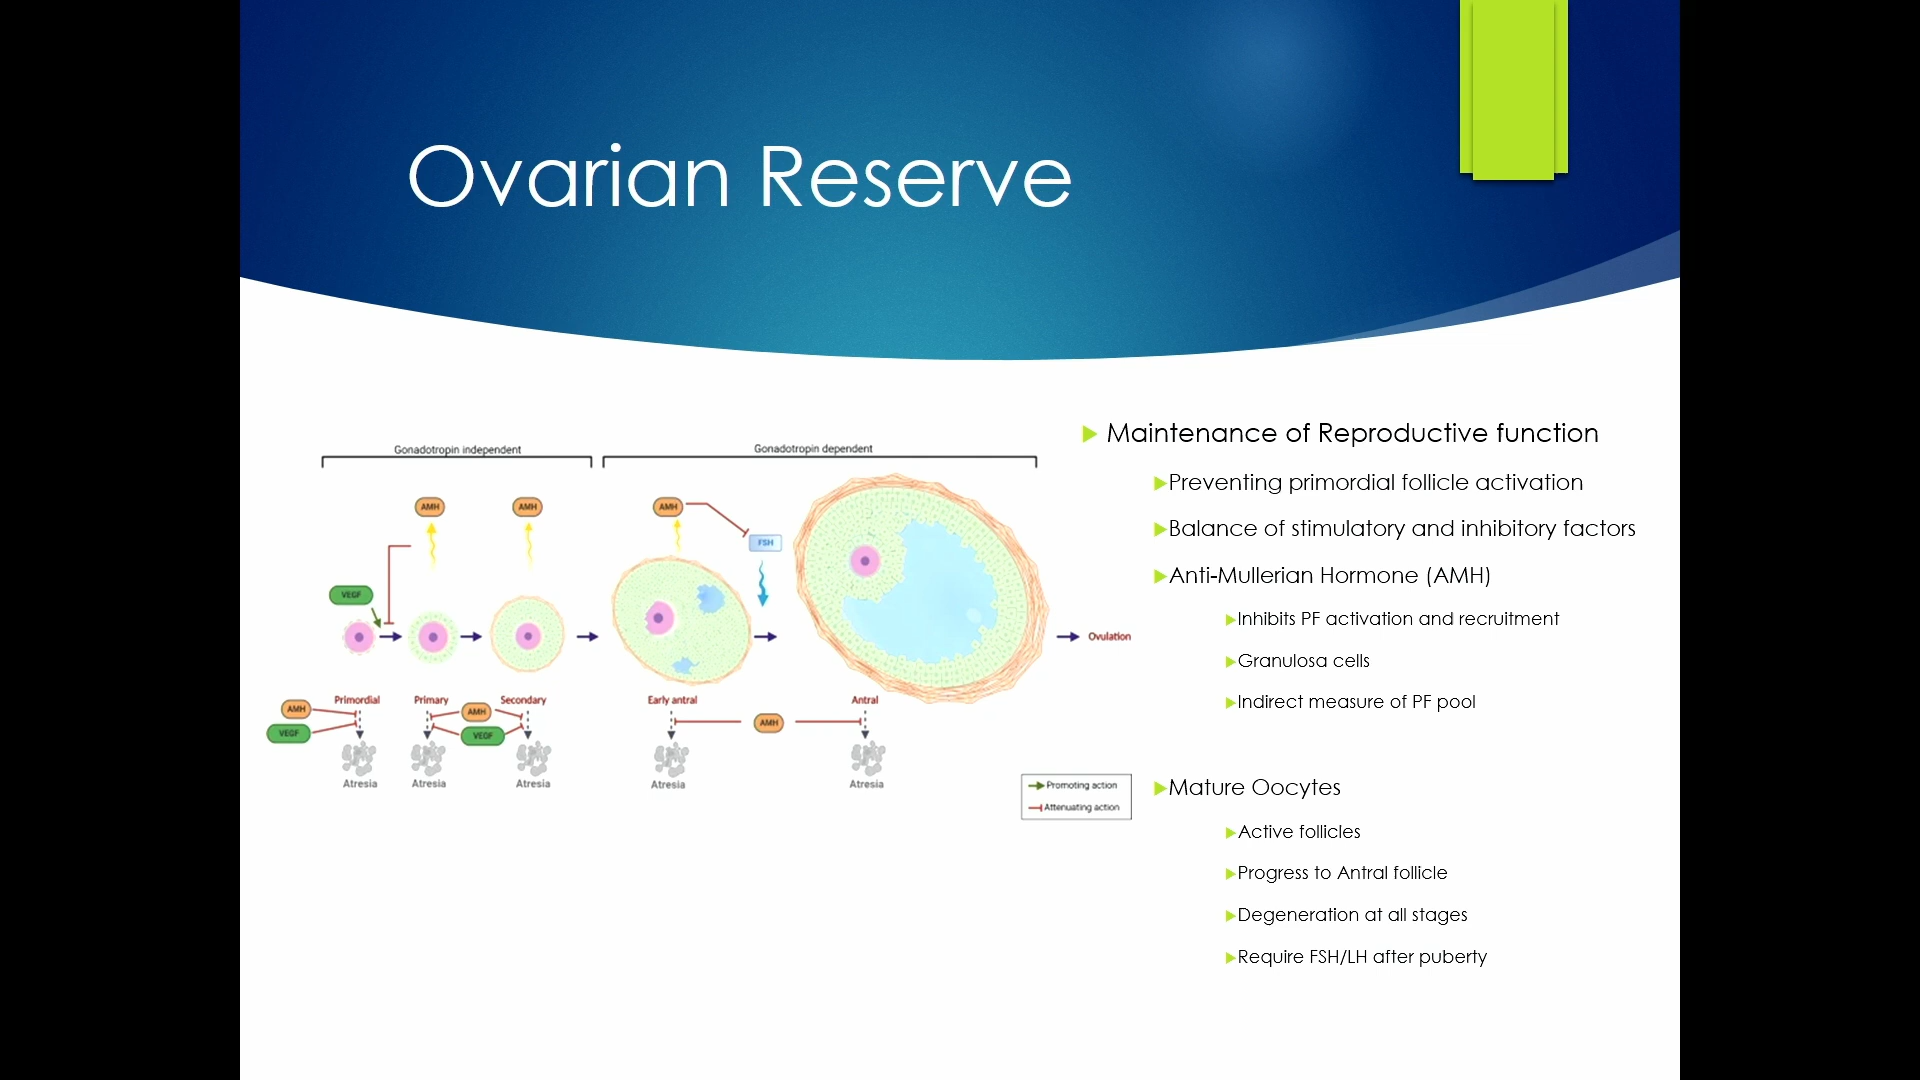 Ovarian Reserve
Gonadotropin independent
Gonadotropin dependent
AMH
AMH
AMH
FSH
VEGF
Ovulation
Primordial
Primary
Secondary
Early antral
Antral
AMH
VEGF
AMH
VEGF
AMH
Atresia
Atresia
Atresia
Atresia
Atresia
Promoting action
Attenuating action
Maintenance of Reproductive function
Preventing primordial follicle activation
Balance of stimulatory and inhibitory factors
Anti-Mullerian Hormone (AMH)
Inhibits PF activation and recruitment
Granulosa cells
Indirect measure of PF pool
Mature Oocytes
Active follicles
Progress to Antral follicle
Degeneration at all stages
Require FSH/LH after puberty